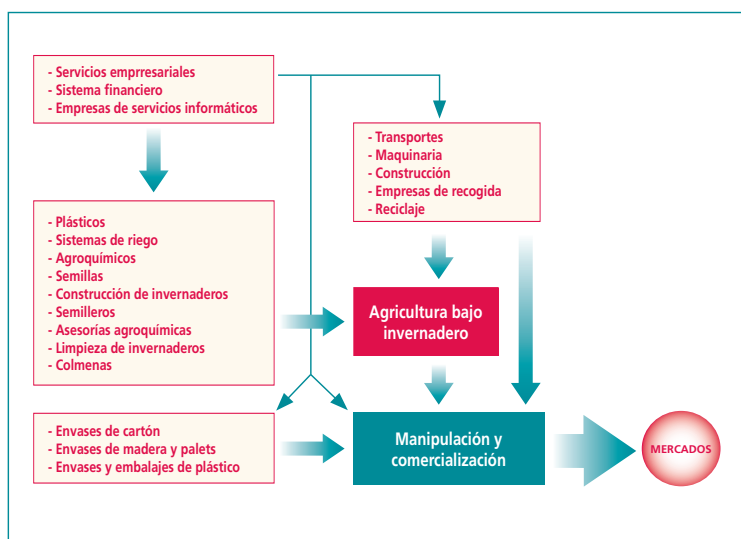 - Servicios emprresariales
- Sistema financiero
- Empresas de servicios informáticos
- Transportes
- Maquinaria
- Construcción
- Empresas de recogida
- Reciclaje
- Plásticos
- Sistemas de riego
- Agroquímicos
- Semillas
- Construcción de invernaderos
- Semilleros
- Asesorías agroquímicas
- Limpieza de invernaderos
- Colmenas
Agricultura bajo
invernadero
- Envases de cartón
- Envases de madera y palets
- Envases y embalajes de plástico
Manipulación y
comercialización
MERCADOS